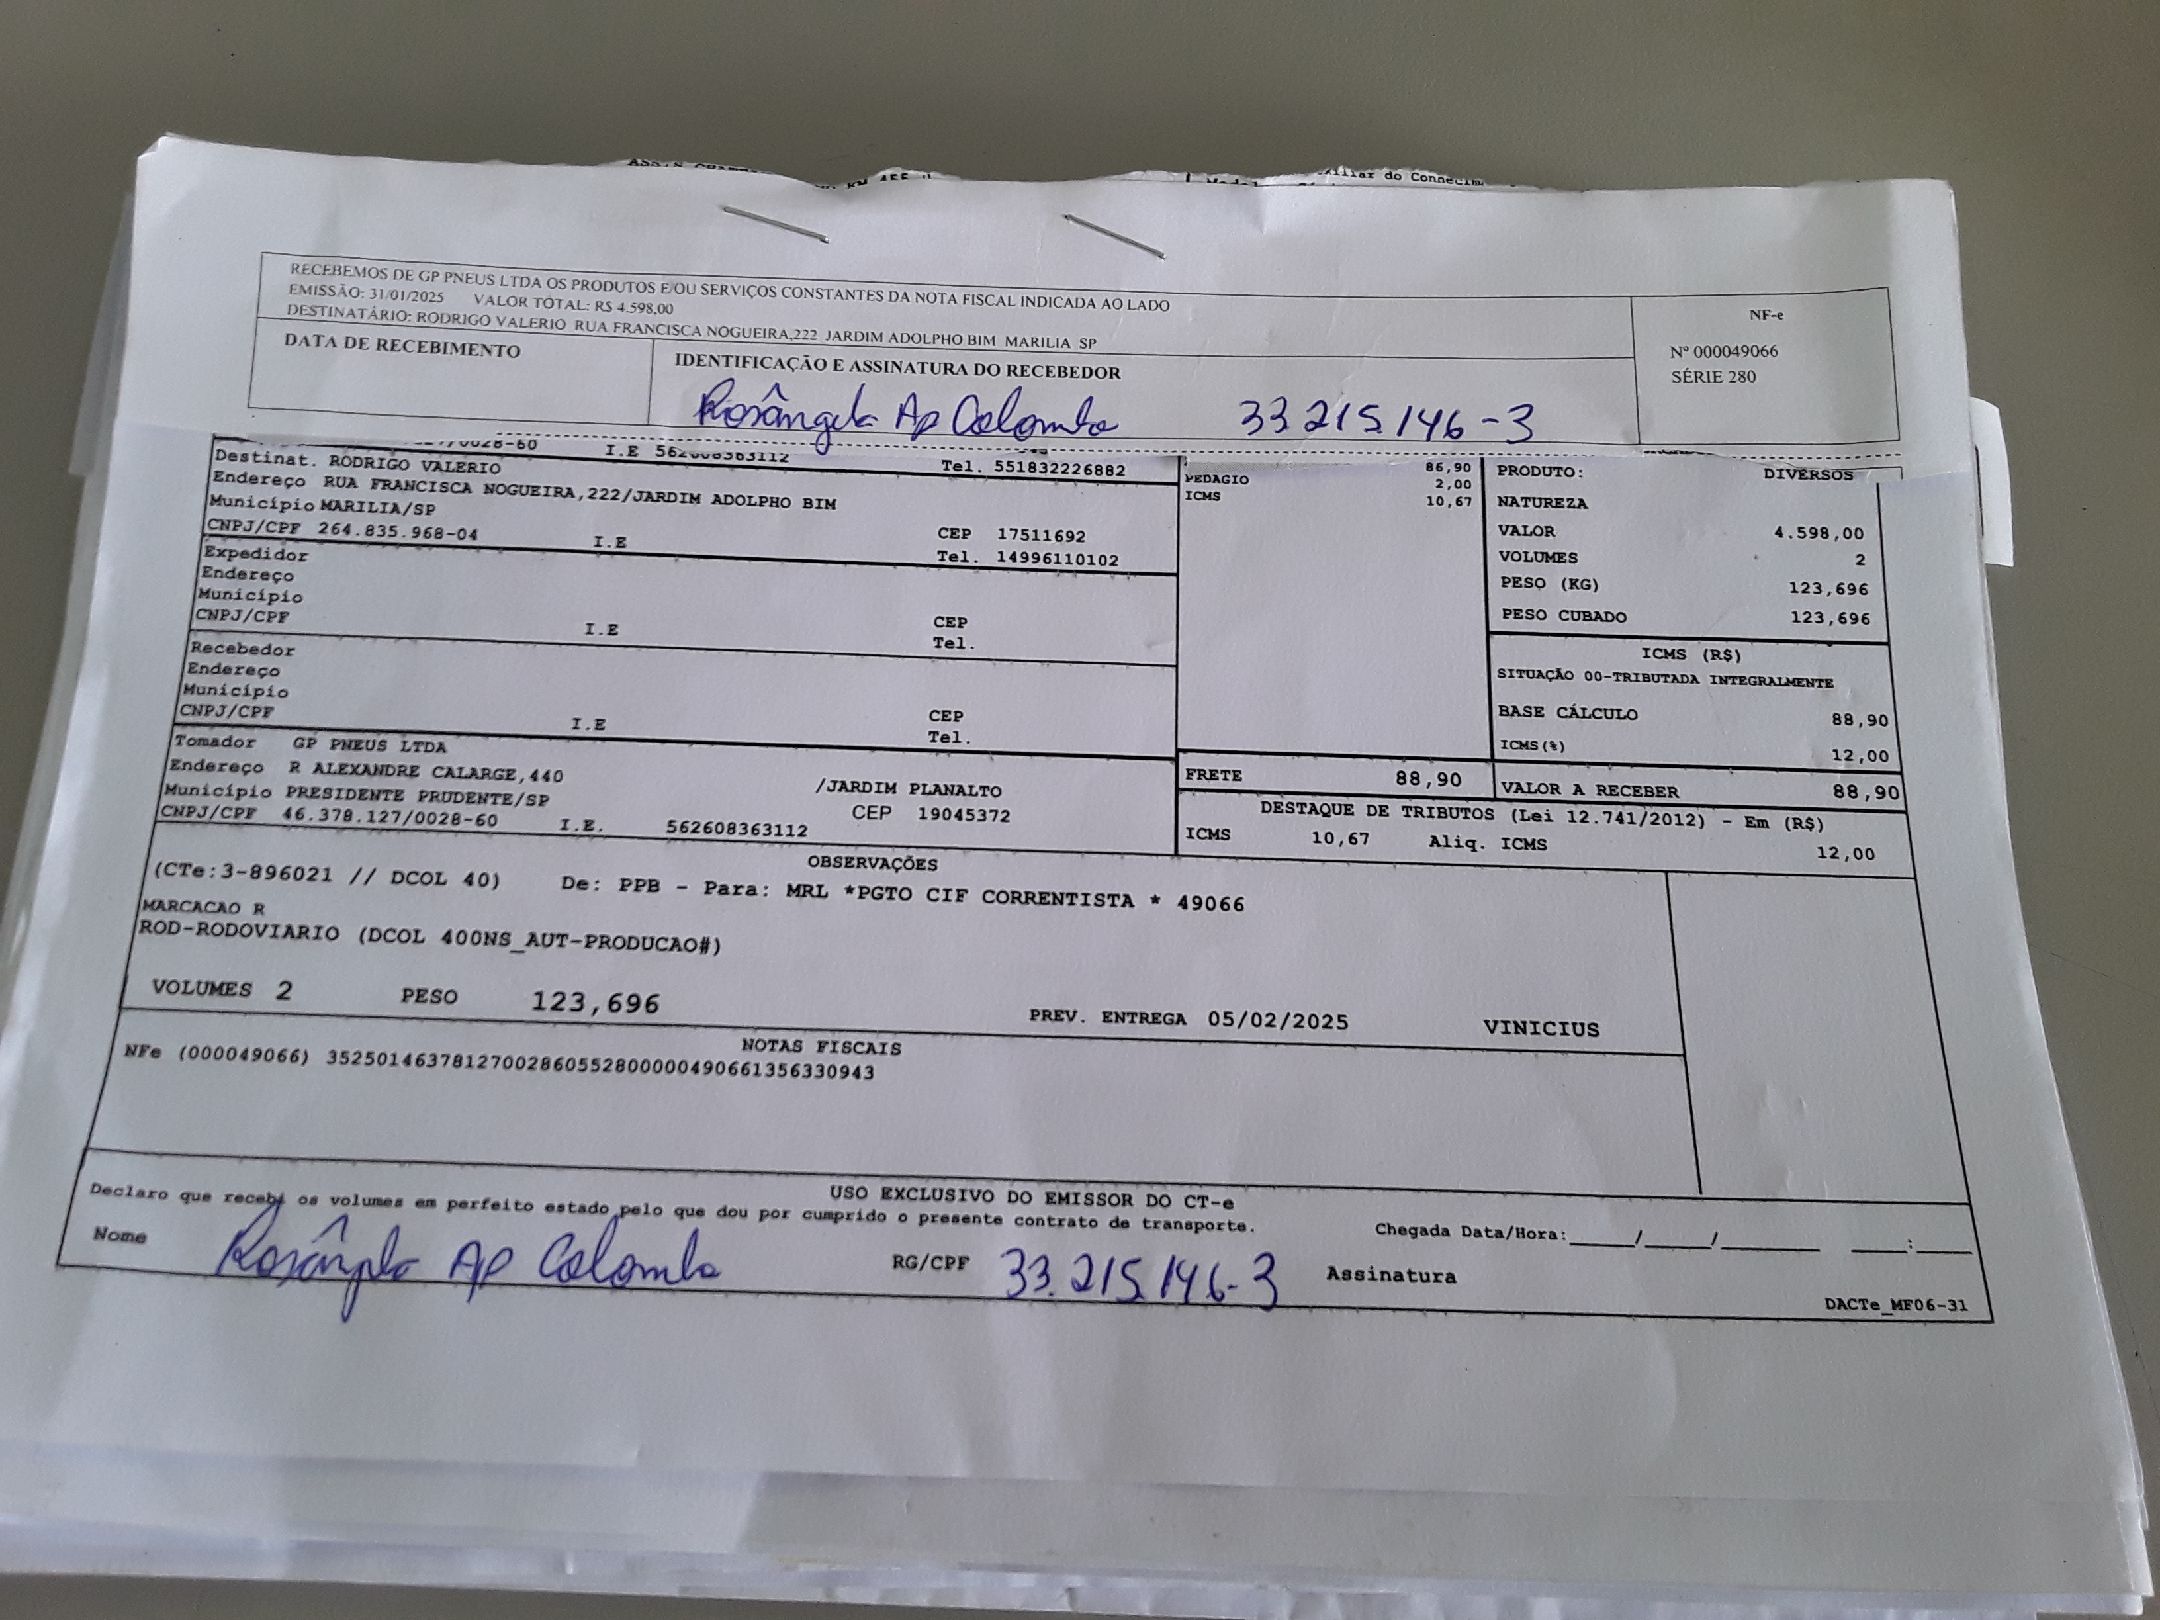 RECEBEMOS DE GP PNEUS LTDA OS PRODUTOS E/OU SERVIÇOS CONSTANTES DA NOTA FISCAL INDICADA AO LADO
EMISSÃO: 31/01/2025 VALOR TOTAL: R$ 4.598,00
DESTINATÁRIO: RODRIGO VALERIO RUA FRANCISCA NOGUEIRA,222 JARDIM ADOLPHO BIM MARILIA SP
NF-e
Nº 000049066
SÉRIE 280
DATA DE RECEBIMENTO
IDENTIFICAÇÃO E ASSINATURA DO RECEBEDOR
Rosângela Ap Colombo 33.215.146-3
/0028-60 I.E 562608363112 Tel. 551832226882
Destinat. RODRIGO VALERIO
Endereço RUA FRANCISCA NOGUEIRA,222/JARDIM ADOLPHO BIM
Município MARILIA/SP CEP 17511692
CNPJ/CPF 264.835.968-04 I.E Tel. 14996110102
Expedidor
Endereço
Município CEP
CNPJ/CPF I.E Tel.
Recebedor
Endereço
Município CEP
CNPJ/CPF I.E Tel.
Tomador GP PNEUS LTDA
Endereço R ALEXANDRE CALARGE,440 /JARDIM PLANALTO
Município PRESIDENTE PRUDENTE/SP CEP 19045372
CNPJ/CPF 46.378.127/0028-60 I.E. 562608363112
86,90
PEDAGIO 2,00
ICMS 10,67
FRETE 88,90
PRODUTO: DIVERSOS
NATUREZA
VALOR 4.598,00
VOLUMES 2
PESO (KG) 123,696
PESO CUBADO 123,696
ICMS (R$)
SITUAÇÃO 00-TRIBUTADA INTEGRALMENTE
BASE CÁLCULO 88,90
ICMS(%) 12,00
VALOR A RECEBER 88,90
DESTAQUE DE TRIBUTOS (Lei 12.741/2012) - Em (R$)
ICMS 10,67 Aliq. ICMS 12,00
OBSERVAÇÕES
(CTe:3-896021 // DCOL 40) De: PPB - Para: MRL *PGTO CIF CORRENTISTA * 49066
MARCACAO R
ROD-RODOVIARIO (DCOL 400NS_AUT-PRODUCAO#)
VOLUMES 2 PESO 123,696 PREV. ENTREGA 05/02/2025 VINICIUS
NOTAS FISCAIS
NFe (000049066) 35250146378127002860552800000490661356330943
USO EXCLUSIVO DO EMISSOR DO CT-e
Declaro que recebi os volumes em perfeito estado pelo que dou por cumprido o presente contrato de transporte.
Chegada Data/Hora:_____/_____/_______ ____:____
Nome Rosângela Ap Colombo RG/CPF 33.215.146-3 Assinatura
DACTe_MF06-31